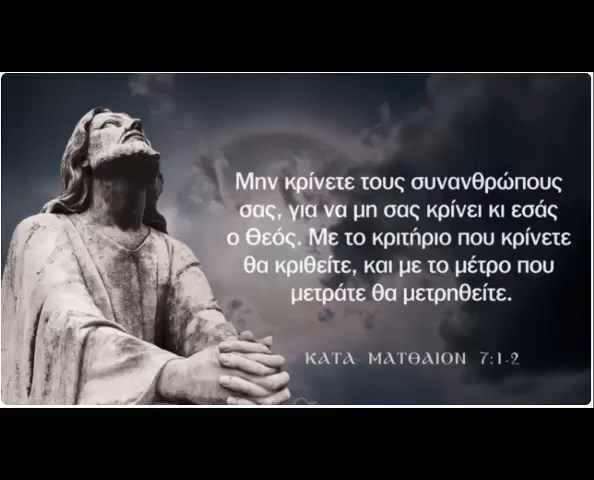 Μην κρίνετε τους συνανθρώπους
σας, για να μη σας κρίνει κι εσάς
ο Θεός. Με το κριτήριο που κρίνετε
θα κριθείτε, και με το μέτρο που
μετράτε θα μετρηθείτε.
ΚΑΤΑ ΜΑΤΘΑΙΟΝ 7:1-2